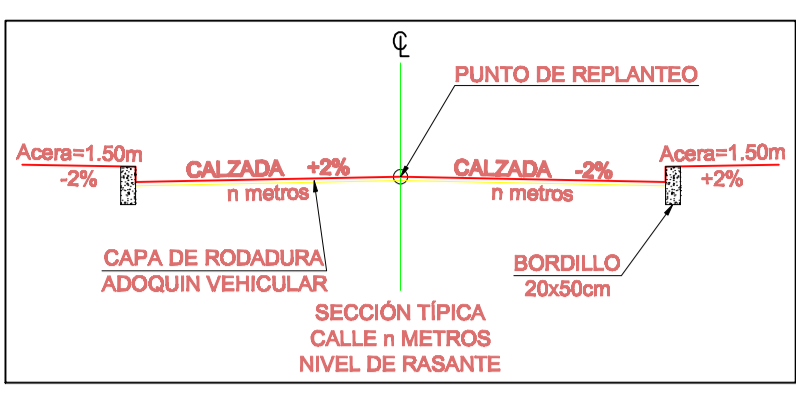 ℄
PUNTO DE REPLANTEO
Acera=1.50m
-2%
CALZADA +2%
n metros
CALZADA -2%
n metros
Acera=1.50m
+2%
CAPA DE RODADURA
ADOQUIN VEHICULAR
BORDILLO
20x50cm
SECCIÓN TÍPICA
CALLE n METROS
NIVEL DE RASANTE